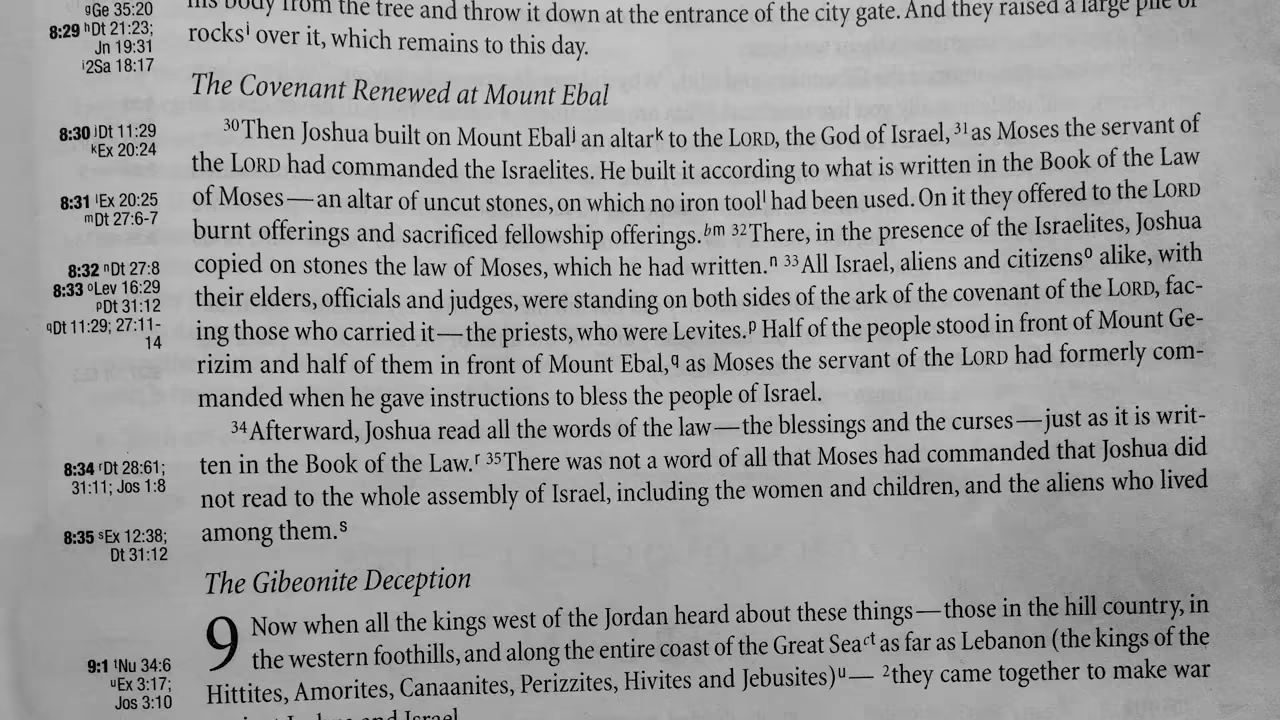 gGe 35:20
8:29 hDt 21:23;
Jn 19:31
i2Sa 18:17
his body from the tree and throw it down at the entrance of the city gate. And they raised a large pile of
rocksi over it, which remains to this day.
The Covenant Renewed at Mount Ebal
8:30 jDt 11:29
kEx 20:24
30Then Joshua built on Mount Ebalj an altark to the LORD, the God of Israel, 31as Moses the servant of
the LORD had commanded the Israelites. He built it according to what is written in the Book of the Law
8:31 lEx 20:25
mDt 27:6-7
of Moses—an altar of uncut stones, on which no iron tooll had been used. On it they offered to the LORD
burnt offerings and sacrificed fellowship offerings.bm 32There, in the presence of the Israelites, Joshua
8:32 nDt 27:8
8:33 oLev 16:29
pDt 31:12
qDt 11:29; 27:11-
14
copied on stones the law of Moses, which he had written.n 33All Israel, aliens and citizenso alike, with
their elders, officials and judges, were standing on both sides of the ark of the covenant of the LORD, fac-
ing those who carried it—the priests, who were Levites.p Half of the people stood in front of Mount Ge-
rizim and half of them in front of Mount Ebal,q as Moses the servant of the LORD had formerly com-
manded when he gave instructions to bless the people of Israel.
34Afterward, Joshua read all the words of the law—the blessings and the curses—just as it is writ-
8:34 rDt 28:61;
31:11; Jos 1:8
ten in the Book of the Law.r 35There was not a word of all that Moses had commanded that Joshua did
not read to the whole assembly of Israel, including the women and children, and the aliens who lived
8:35 sEx 12:38;
Dt 31:12
among them.s
The Gibeonite Deception
9 Now when all the kings west of the Jordan heard about these things—those in the hill country, in
the western foothills, and along the entire coast of the Great Seact as far as Lebanon (the kings of the
9:1 tNu 34:6
uEx 3:17;
Jos 3:10
Hittites, Amorites, Canaanites, Perizzites, Hivites and Jebusites)u— 2they came together to make war
and Israel